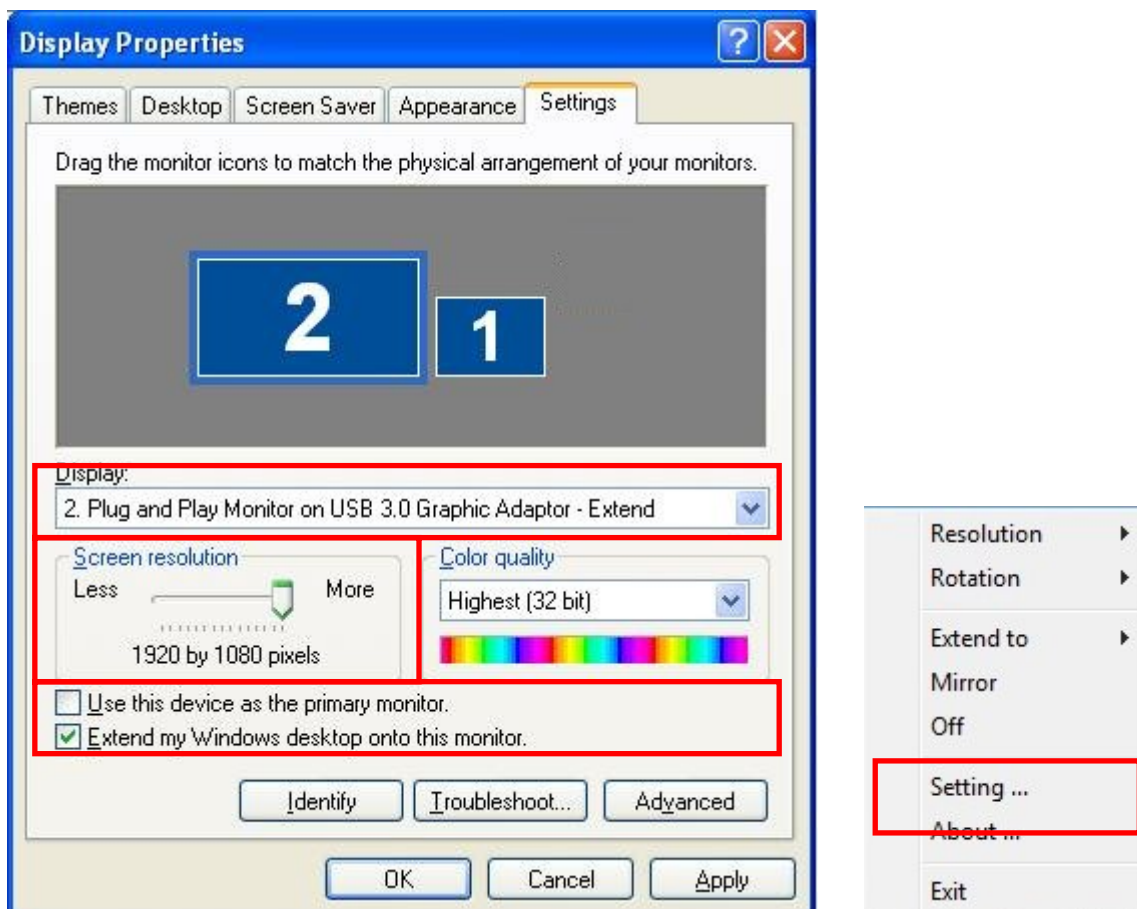 Display Properties
Themes Desktop Screen Saver Appearance Settings
Drag the monitor icons to match the physical arrangement of your monitors.
2 1
Display:
2. Plug and Play Monitor on USB 3.0 Graphic Adaptor - Extend
Screen resolution
Less More
1920 by 1080 pixels
Color quality
Highest (32 bit)
Use this device as the primary monitor.
Extend my Windows desktop onto this monitor.
Identify Troubleshoot... Advanced
OK Cancel Apply
Resolution
Rotation
Extend to
Mirror
Off
Setting ...
About ...
Exit